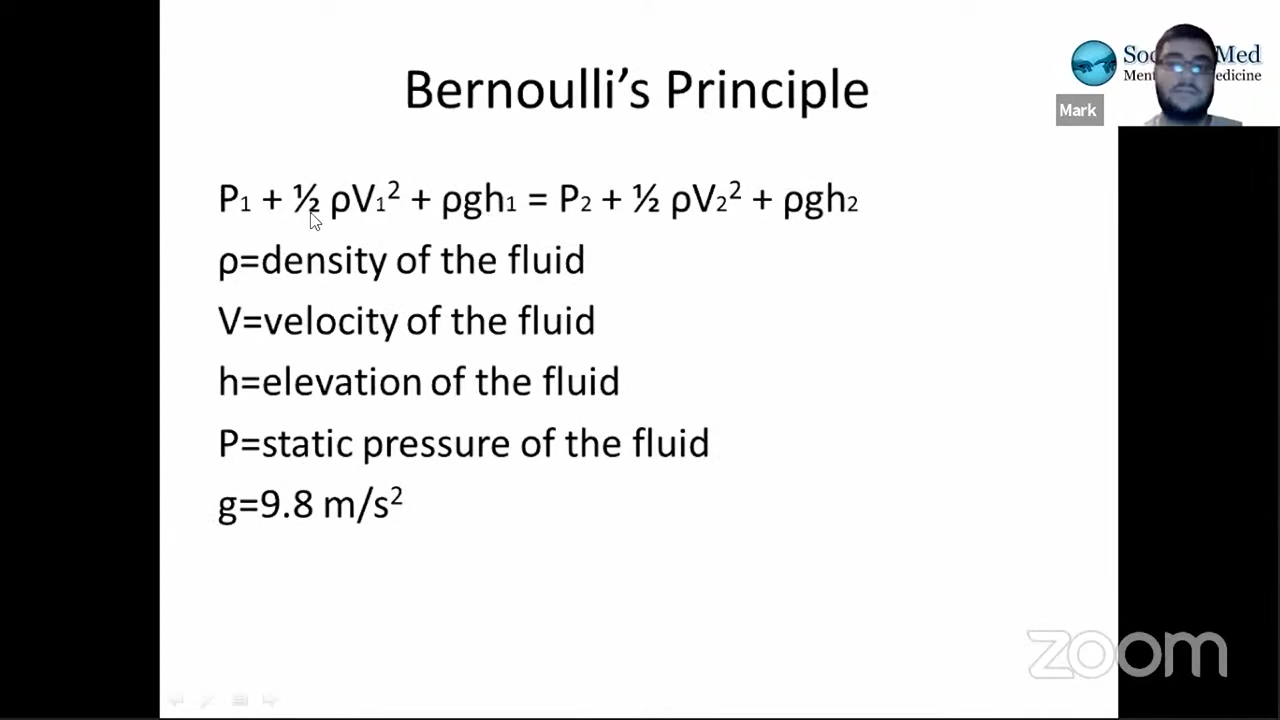 Bernoulli’s Principle
Mark
P₁ + ½ ρV₁² + ρgh₁ = P₂ + ½ ρV₂² + ρgh₂
ρ=density of the fluid
V=velocity of the fluid
h=elevation of the fluid
P=static pressure of the fluid
g=9.8 m/s²
zoom